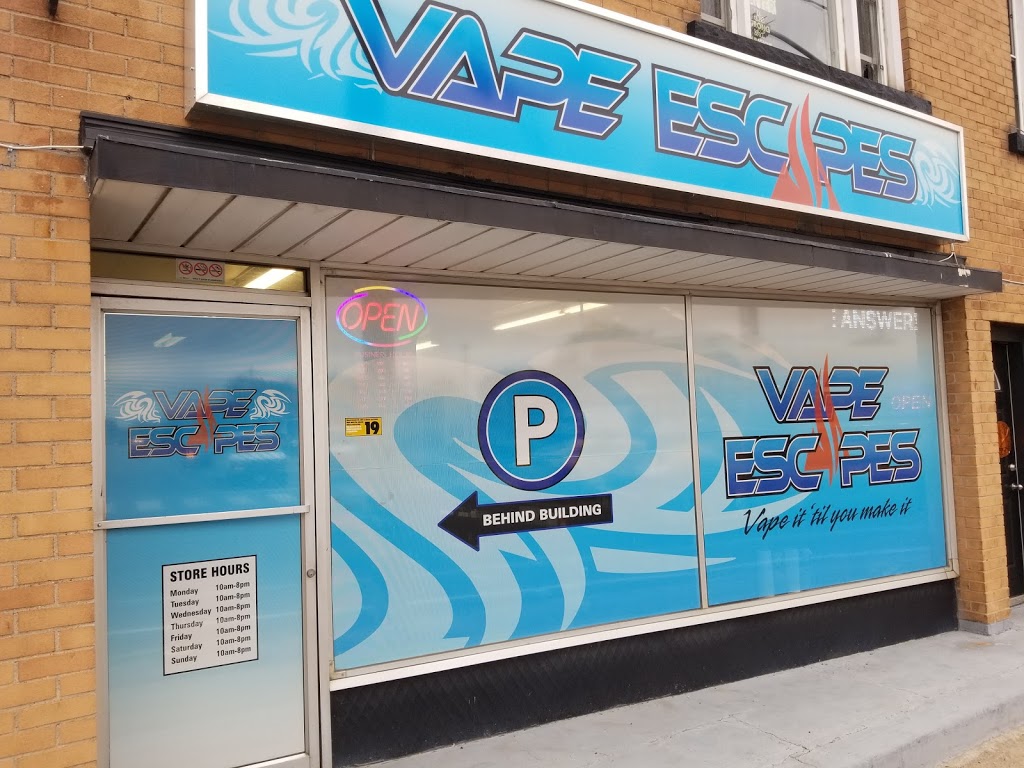 VAPE ESCAPES
OPEN
ANSWER
19
P
BEHIND BUILDING
VAPE
ESCAPES
OPEN
Vape it 'til you make it
VAPE
ESCAPES
STORE HOURS
Monday 10am-8pm
Tuesday 10am-8pm
Wednesday 10am-8pm
Thursday 10am-8pm
Friday 10am-8pm
Saturday 10am-8pm
Sunday 10am-8pm